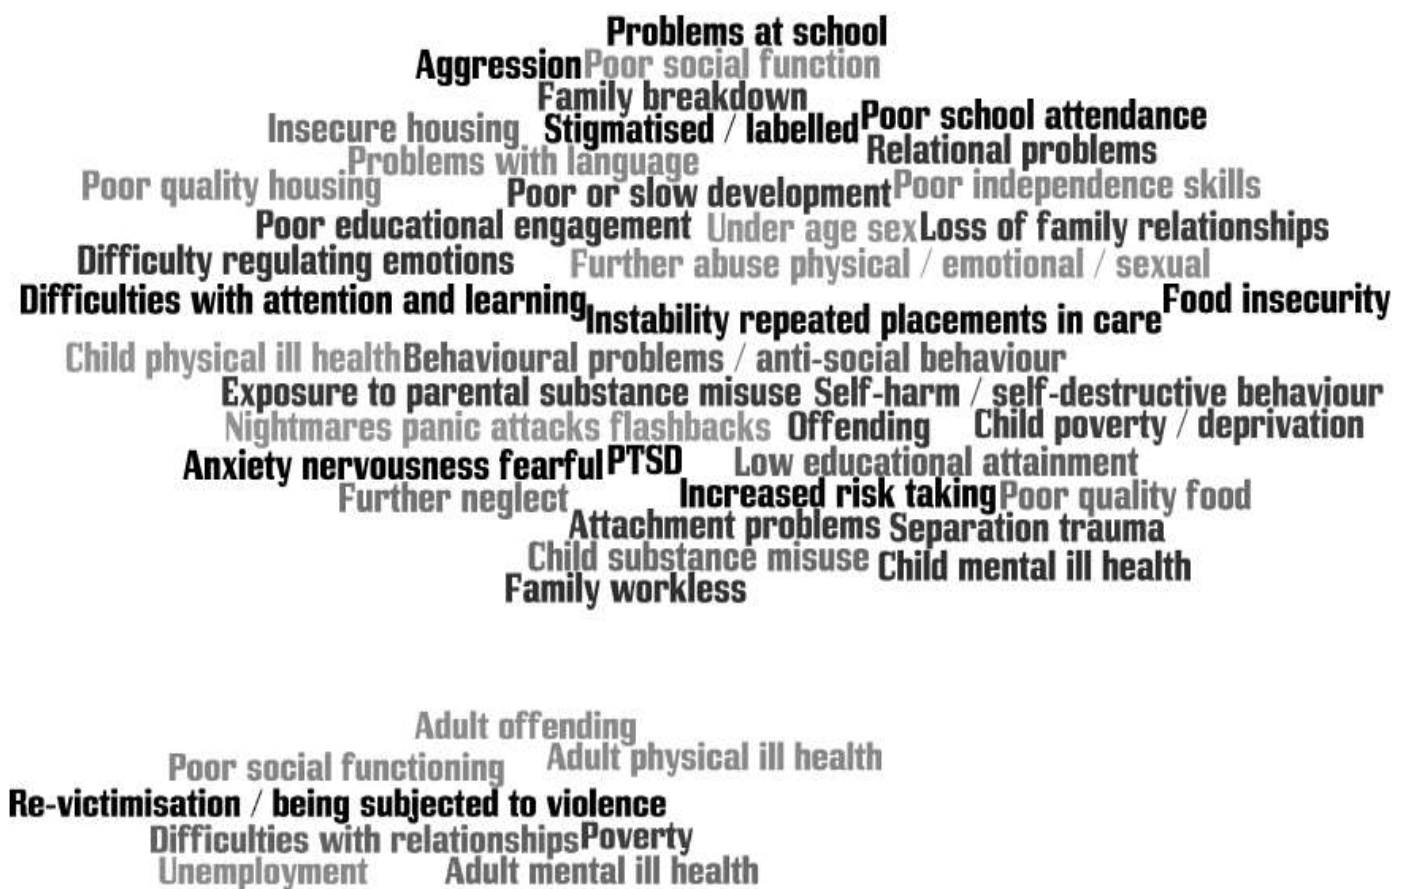 Problems at school
Aggression Poor social function
Family breakdown
Poor school attendance
Insecure housing Stigmatised / labelled
Relational problems
Problems with language
Poor quality housing Poor or slow development Poor independence skills
Poor educational engagement Under age sex Loss of family relationships
Difficulty regulating emotions Further abuse physical / emotional / sexual
Difficulties with attention and learning Instability repeated placements in care Food insecurity
Child physical ill health Behavioural problems / anti-social behaviour
Exposure to parental substance misuse Self-harm / self-destructive behaviour
Nightmares panic attacks flashbacks Offending Child poverty / deprivation
Anxiety nervousness fearful PTSD Low educational attainment
Further neglect Increased risk taking Poor quality food
Attachment problems Separation trauma
Child substance misuse Child mental ill health
Family workless
Adult offending
Poor social functioning Adult physical ill health
Re-victimisation / being subjected to violence
Difficulties with relationships Poverty
Unemployment Adult mental ill health